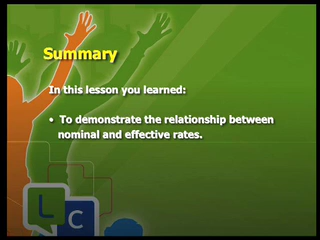 Summary
In this lesson you learned:
• To demonstrate the relationship between
nominal and effective rates.
L C